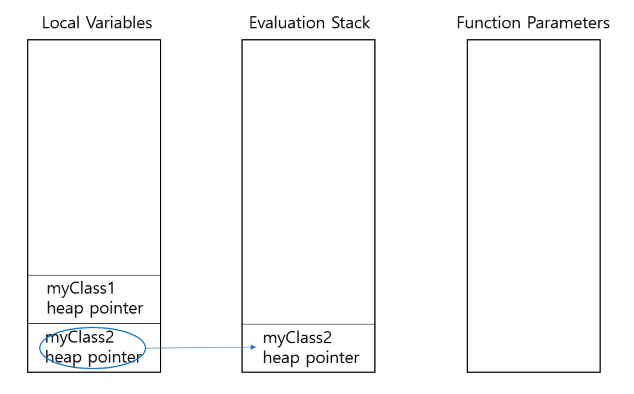 Local Variables
Evaluation Stack
Function Parameters
myClass1
heap pointer
myClass2
heap pointer
myClass2
heap pointer